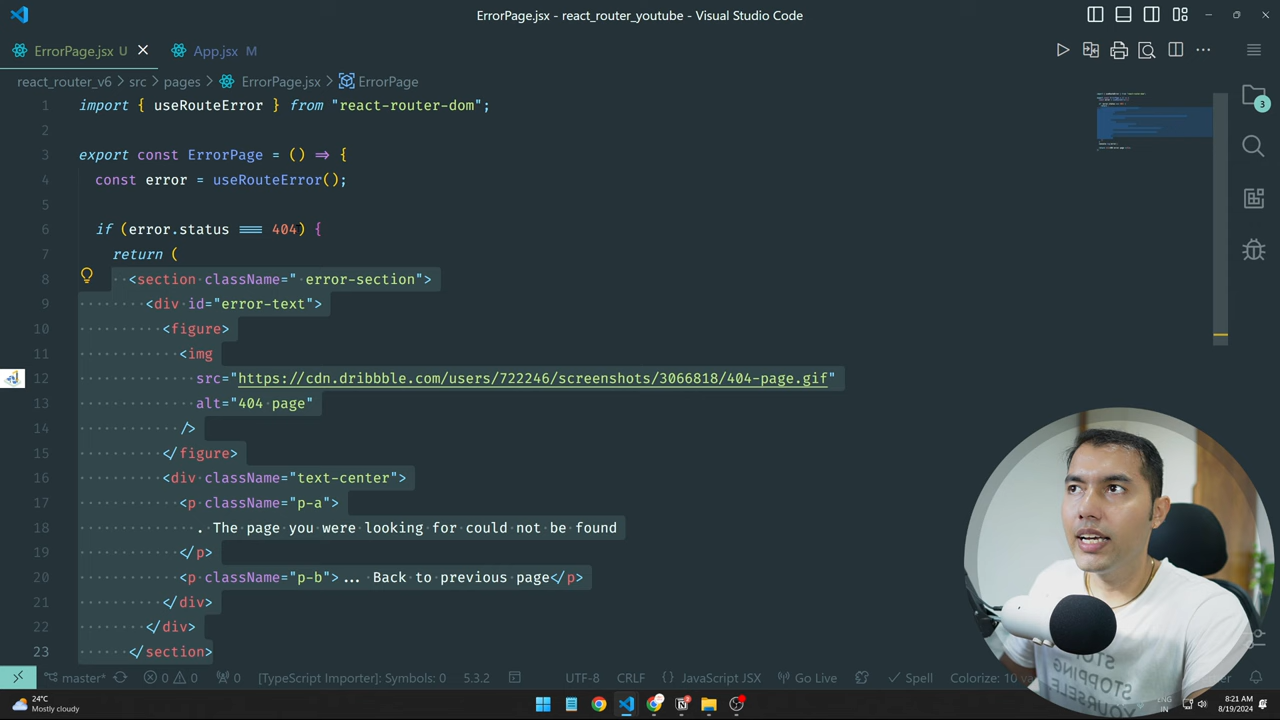 ErrorPage.jsx - react_router_youtube - Visual Studio Code
ErrorPage.jsx U App.jsx M
react_router_v6 > src > pages > ErrorPage.jsx > ErrorPage
1 import { useRouteError } from "react-router-dom";
2
3 export const ErrorPage = () => {
4 const error = useRouteError();
5
6 if (error.status === 404) {
7 return (
8 <section className=" error-section">
9 <div id="error-text">
10 <figure>
11 <img
12 src="https://cdn.dribbble.com/users/722246/screenshots/3066818/404-page.gif"
13 alt="404 page"
14 />
15 </figure>
16 <div className="text-center">
17 <p className="p-a">
18 . The page you were looking for could not be found
19 </p>
20 <p className="p-b">... Back to previous page</p>
21 </div>
22 </div>
23 </section>
3
STOPPING
YOURSELF
master* 0 0 0 [TypeScript Importer]: Symbols: 0 5.3.2 UTF-8 CRLF {} JavaScript JSX Go Live Spell Colorize: 10
24°C
Mostly cloudy
ENG
IN
8:21 AM
8/19/2024